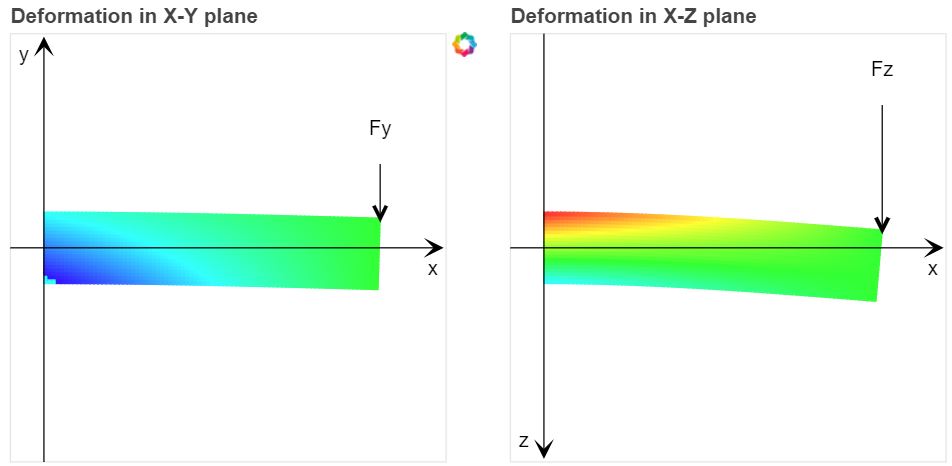 Deformation in X-Y plane
y
Fy
x
Deformation in X-Z plane
Fz
x
z